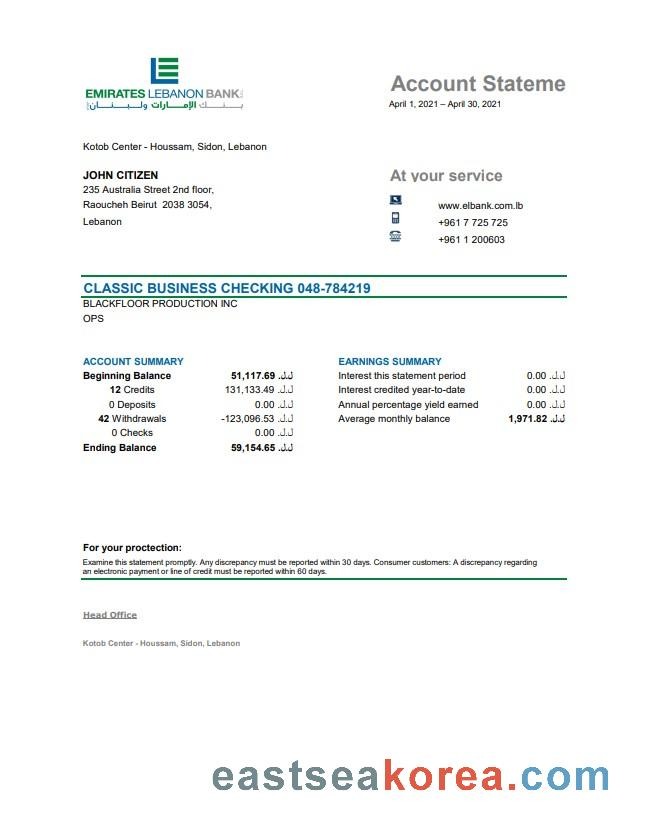 EMIRATES LEBANON BANK SAL
بنك الإمارات ولبنان
Account Stateme
April 1, 2021 – April 30, 2021
Kotob Center - Houssam, Sidon, Lebanon
JOHN CITIZEN
235 Australia Street 2nd floor,
Raoucheh Beirut 2038 3054,
Lebanon
At your service
www.elbank.com.lb
+961 7 725 725
+961 1 200603
CLASSIC BUSINESS CHECKING 048-784219
BLACKFLOOR PRODUCTION INC
OPS
ACCOUNT SUMMARY
Beginning Balance 51,117.69 ل.ل.
12 Credits 131,133.49 ل.ل.
0 Deposits 0.00 ل.ل.
42 Withdrawals -123,096.53 ل.ل.
0 Checks 0.00 ل.ل.
Ending Balance 59,154.65 ل.ل.
EARNINGS SUMMARY
Interest this statement period 0.00 ل.ل.
Interest credited year-to-date 0.00 ل.ل.
Annual percentage yield earned 0.00 ل.ل.
Average monthly balance 1,971.82 ل.ل.
For your proctection:
Examine this statement promptly. Any discrepancy must be reported within 30 days. Consumer customers: A discrepancy regarding
an electronic payment or line of credit must be reported within 60 days.
Head Office
Kotob Center - Houssam, Sidon, Lebanon
eastseakorea.com